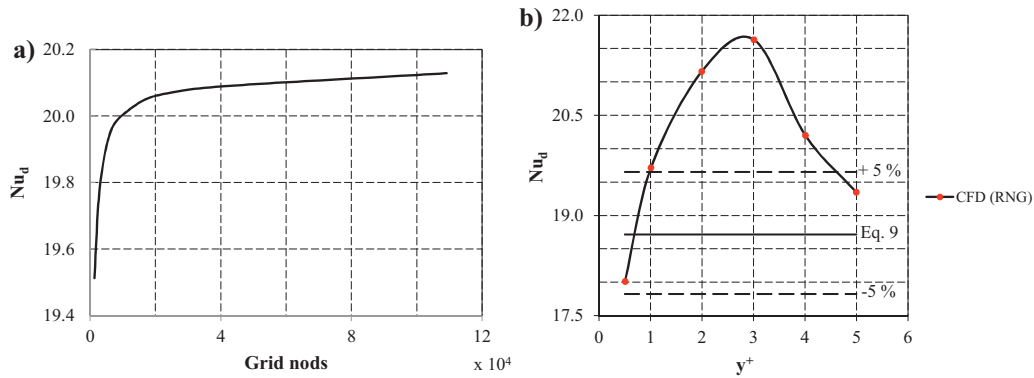 a)
20.2
20.0
19.8
19.6
19.4
Nu_d
0
4
8
12
Grid nods
x 10⁴
b)
22.0
20.5
19.0
17.5
Nu_d
+ 5 %
Eq. 9
-5 %
0
1
2
3
4
5
6
y⁺
CFD (RNG)